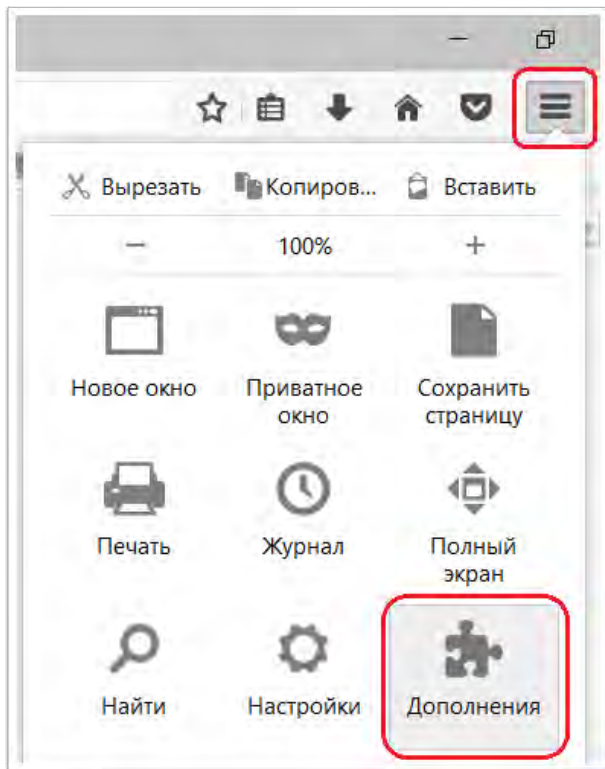 Вырезать Копиров... Вставить
− 100% +
Новое окно Приватное Сохранить
окно страницу
Печать Журнал Полный
экран
Найти Настройки Дополнения